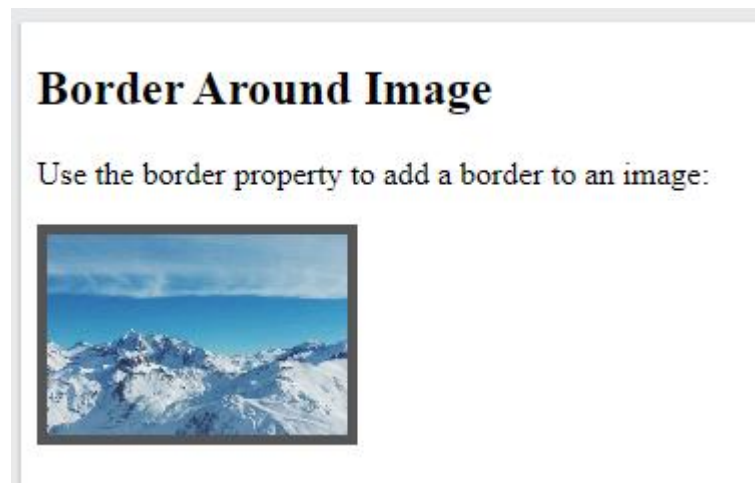 Border Around Image
Use the border property to add a border to an image: